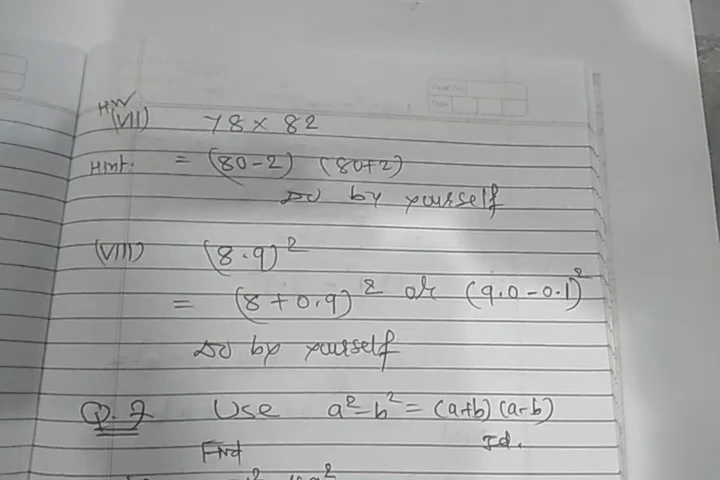 H.W
(VII) 78 × 82
Hint. = (80-2) (80+2)
Do by yourself
(VIII) (8.9)²
= (8+0.9)² or (9.0-0.1)²
Do by yourself
Q.7 Use a²-b² = (a+b) (a-b)
Find Id.